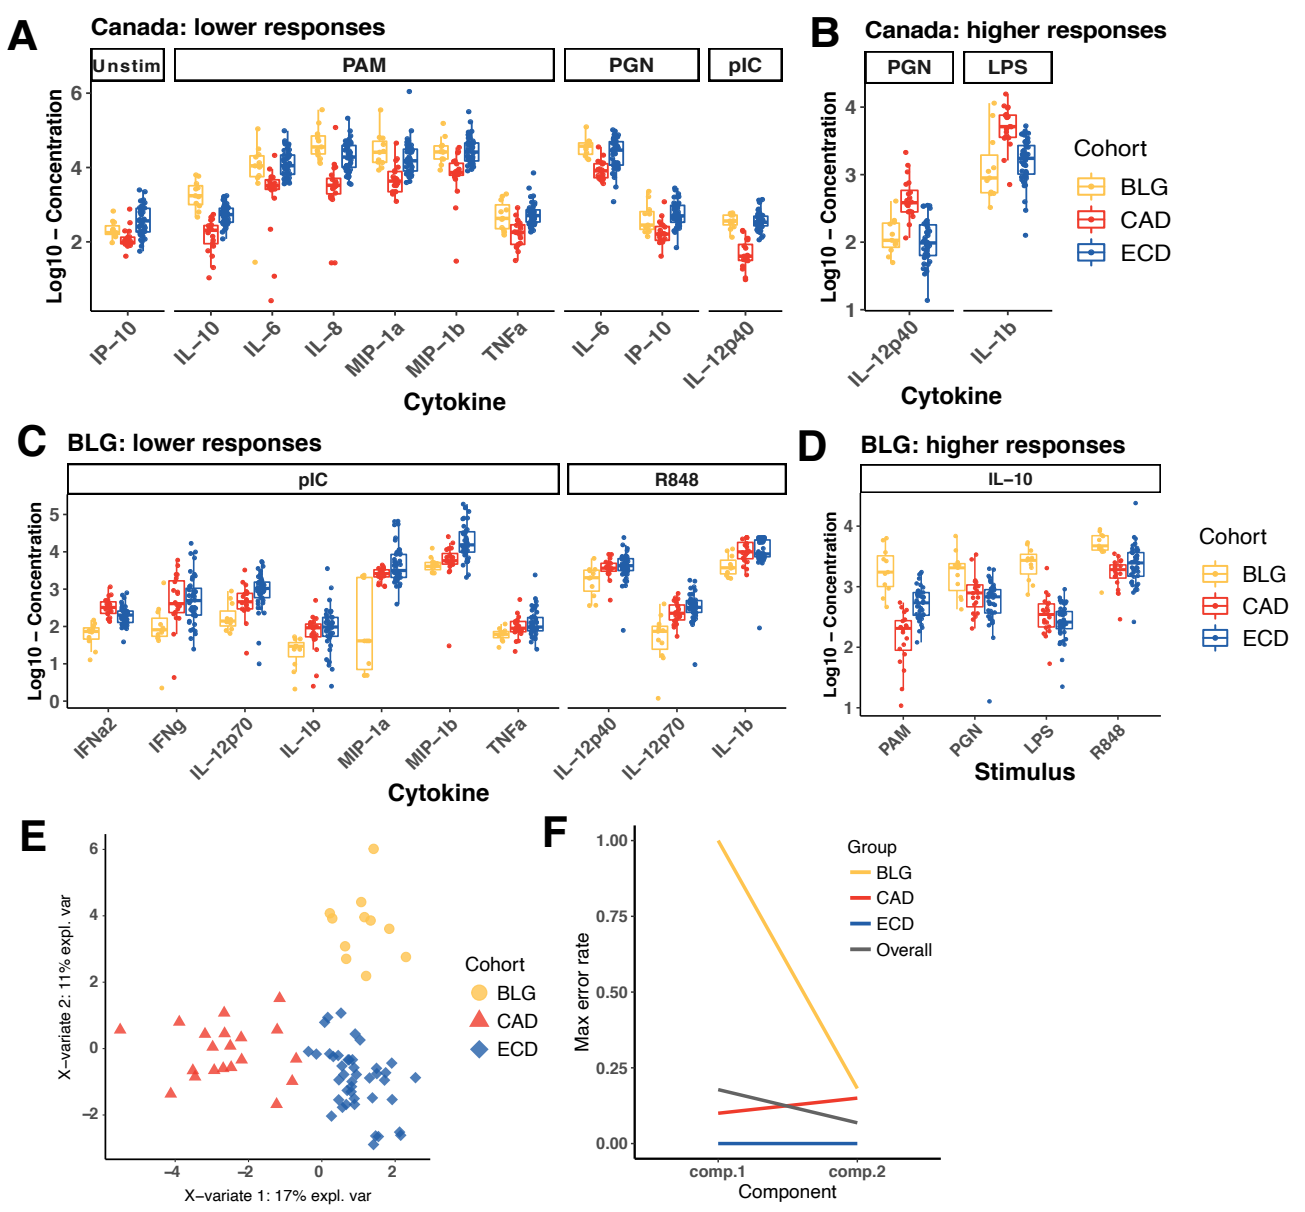 A
Canada: lower responses
Unstim
PAM
PGN
pIC
Log10 − Concentration
6
4
2
IP−10
IL−10
IL−6
IL−8
MIP−1a
MIP−1b
TNFa
IL−6
IP−10
IL−12p40
Cytokine
B
Canada: higher responses
PGN
LPS
Log10 − Concentration
4
3
2
1
IL−12p40
IL−1b
Cytokine
Cohort
BLG
CAD
ECD
C
BLG: lower responses
pIC
R848
Log10 − Concentration
5
4
3
2
1
0
IFNa2
IFNg
IL−12p70
IL−1b
MIP−1a
MIP−1b
TNFa
IL−12p40
IL−12p70
IL−1b
Cytokine
D
BLG: higher responses
IL−10
Log10 − Concentration
4
3
2
1
PAM
PGN
LPS
R848
Stimulus
Cohort
BLG
CAD
ECD
E
X−variate 2: 11% expl. var
6
4
2
0
−2
−4
−2
0
2
X−variate 1: 17% expl. var
Cohort
BLG
CAD
ECD
F
Max error rate
1.00
0.75
0.50
0.25
0.00
comp.1
comp.2
Component
Group
BLG
CAD
ECD
Overall